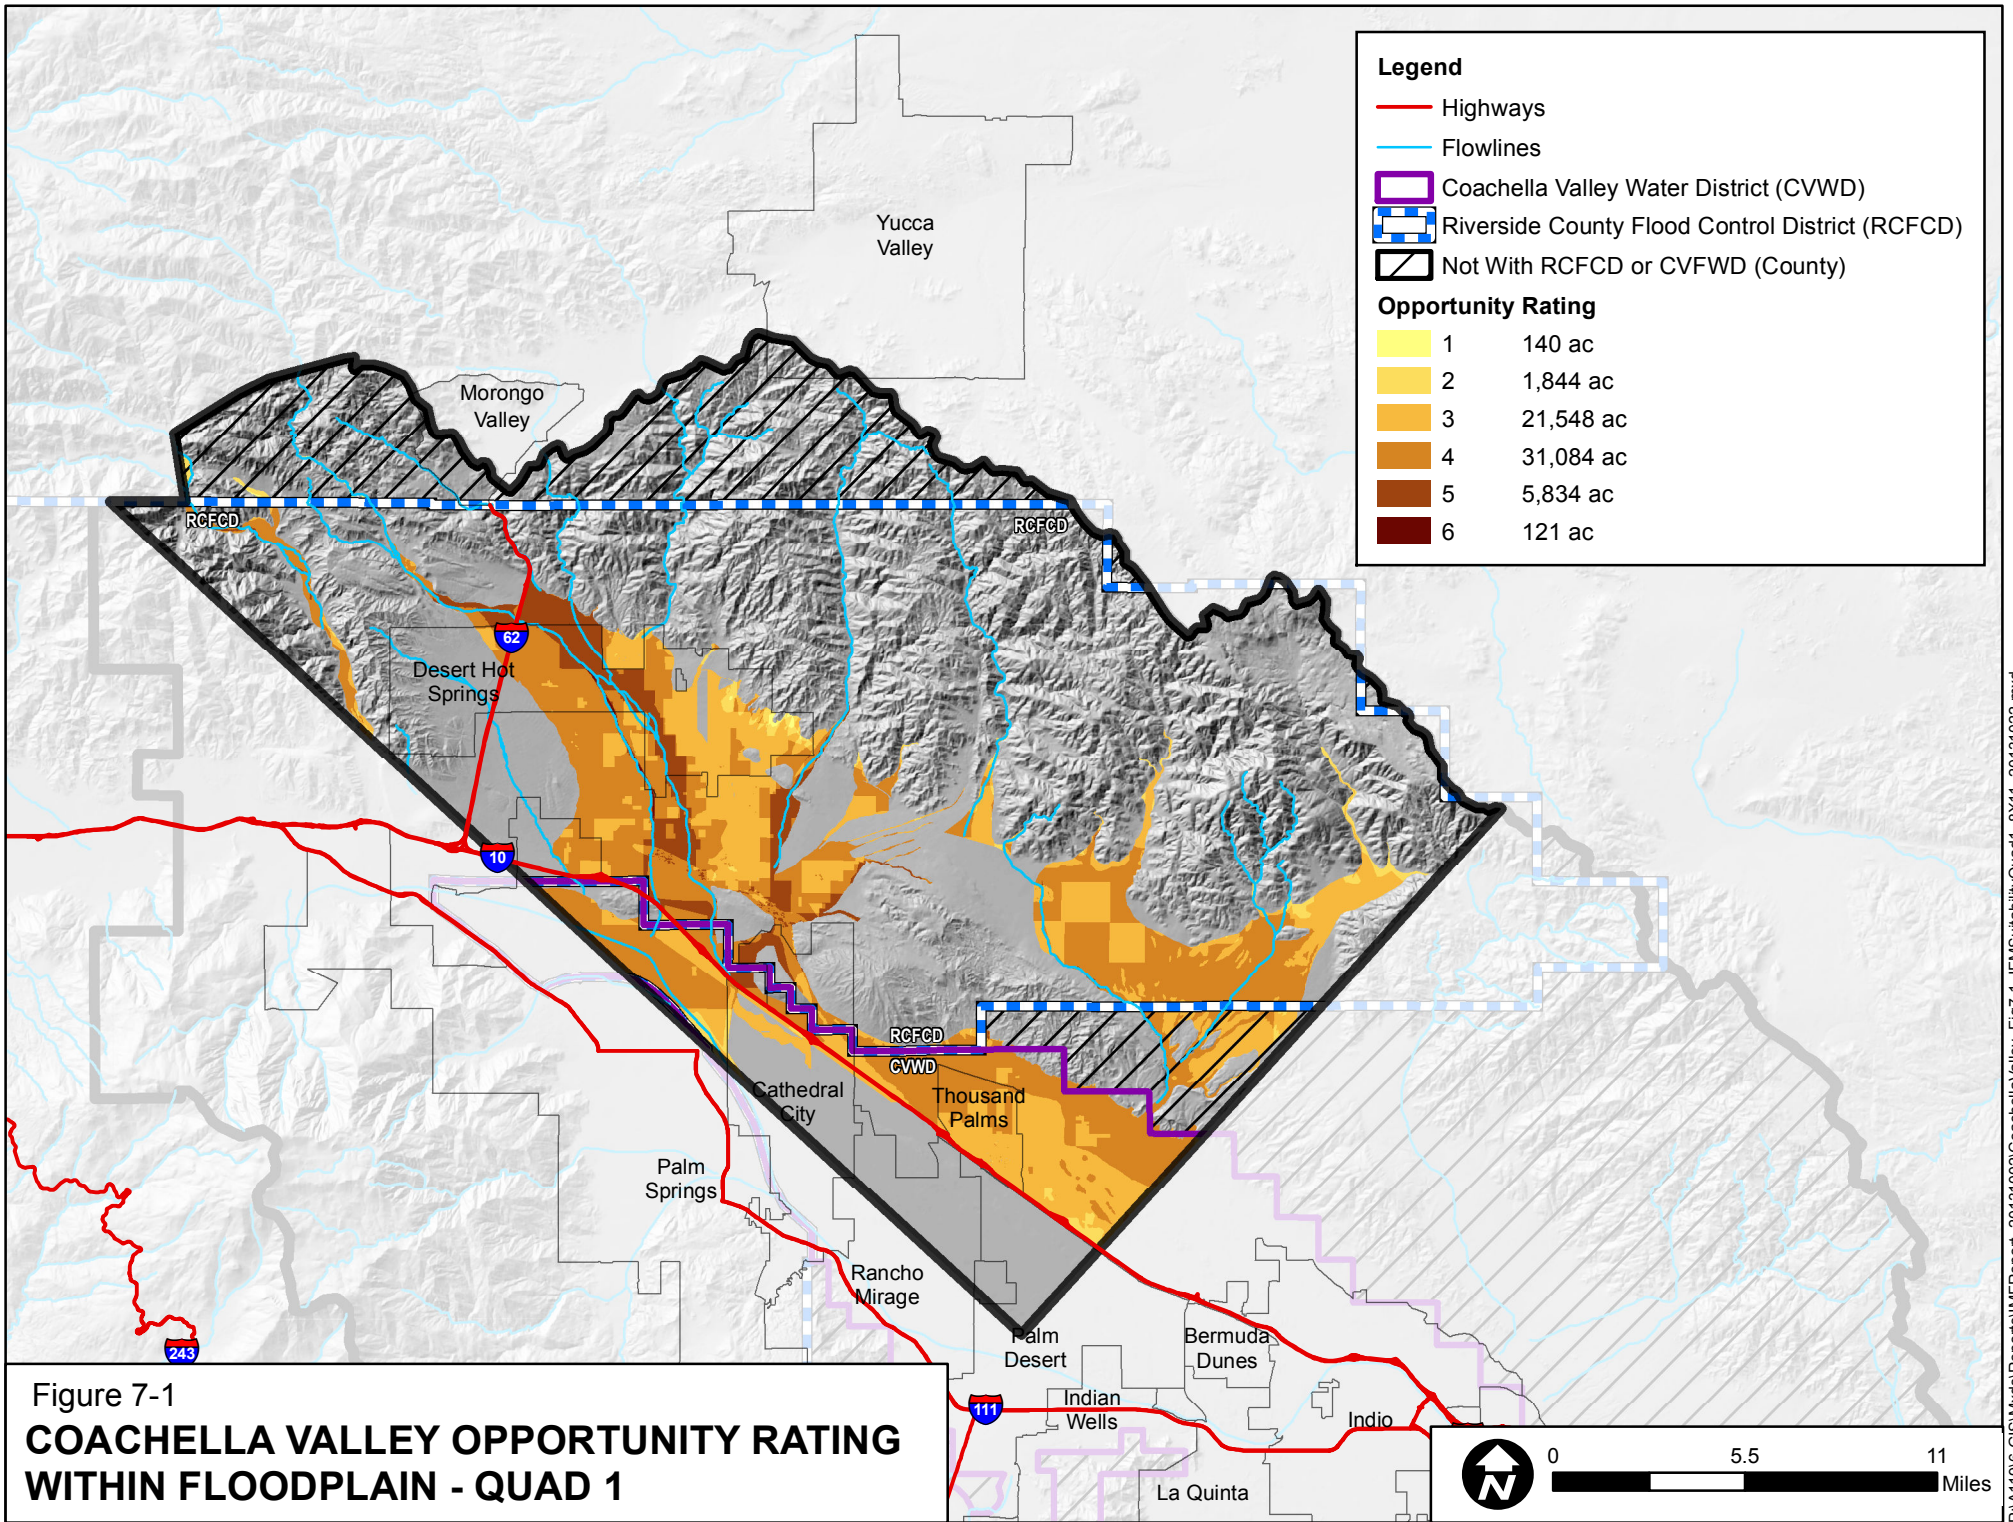 Legend
Highways
Flowlines
Coachella Valley Water District (CVWD)
Riverside County Flood Control District (RCFCD)
Not With RCFCD or CVFWD (County)
Opportunity Rating
1 140 ac
2 1,844 ac
3 21,548 ac
4 31,084 ac
5 5,834 ac
6 121 ac
Yucca
Valley
Morongo
Valley
RCFCD
RCFCD
62
Desert Hot
Springs
10
RCFCD
CVWD
Cathedral
City
Thousand
Palms
Palm
Springs
Rancho
Mirage
Palm
Desert
Bermuda
Dunes
243
111
Indian
Wells
Indio
La Quinta
Figure 7-1
COACHELLA VALLEY OPPORTUNITY RATING
WITHIN FLOODPLAIN - QUAD 1
N
0 5.5 11
Miles